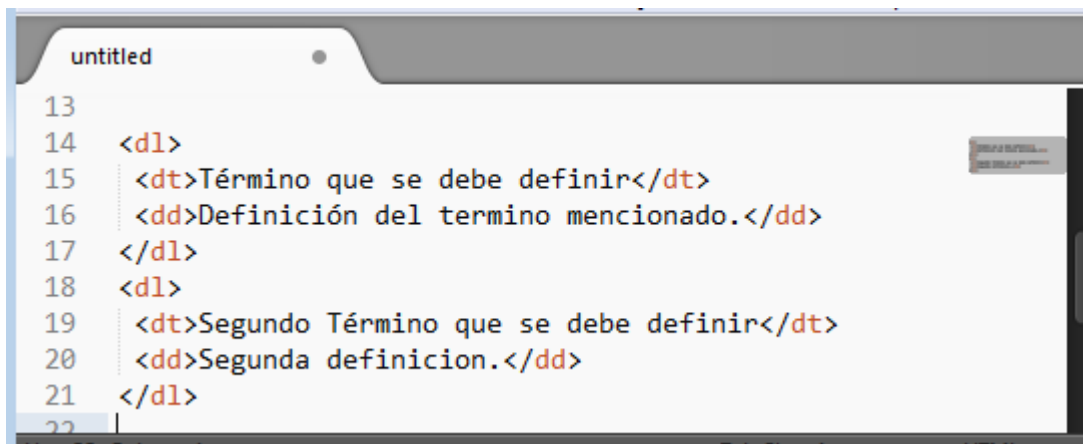 untitled
13
14 <dl>
15 <dt>Término que se debe definir</dt>
16 <dd>Definición del termino mencionado.</dd>
17 </dl>
18 <dl>
19 <dt>Segundo Término que se debe definir</dt>
20 <dd>Segunda definicion.</dd>
21 </dl>
22